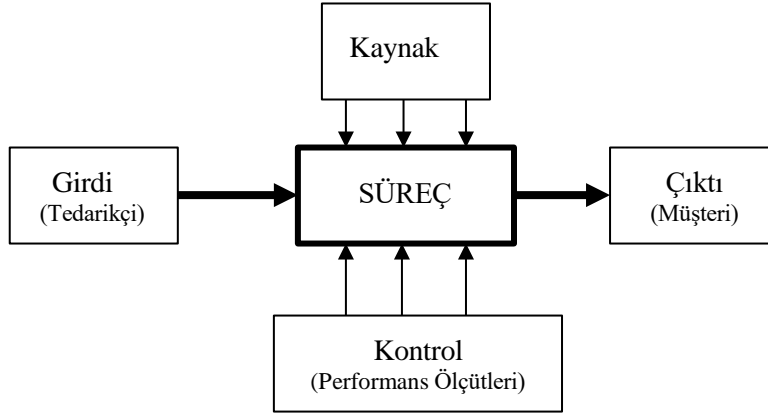 Kaynak
Girdi
(Tedarikçi)
SÜREÇ
Çıktı
(Müşteri)
Kontrol
(Performans Ölçütleri)